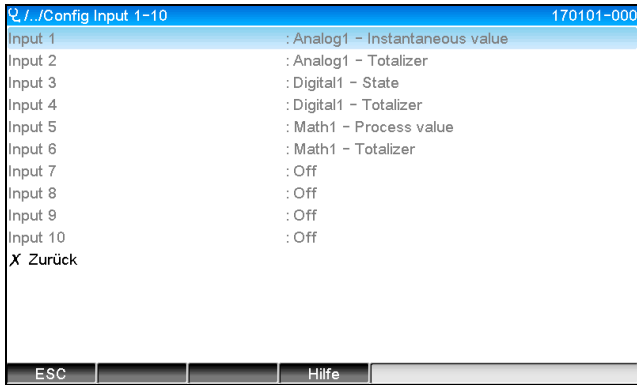 /../Config Input 1-10 170101-000
Input 1 : Analog1 - Instantaneous value
Input 2 : Analog1 - Totalizer
Input 3 : Digital1 - State
Input 4 : Digital1 - Totalizer
Input 5 : Math1 - Process value
Input 6 : Math1 - Totalizer
Input 7 : Off
Input 8 : Off
Input 9 : Off
Input 10 : Off
X Zurück
ESC Hilfe